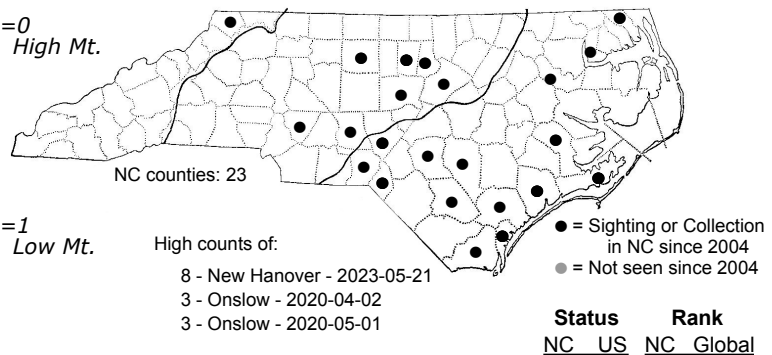 =0
High Mt.
NC counties: 23
=1
Low Mt.
High counts of:
8 - New Hanover - 2023-05-21
3 - Onslow - 2020-04-02
3 - Onslow - 2020-05-01
● = Sighting or Collection
in NC since 2004
● = Not seen since 2004
Status Rank
NC US NC Global